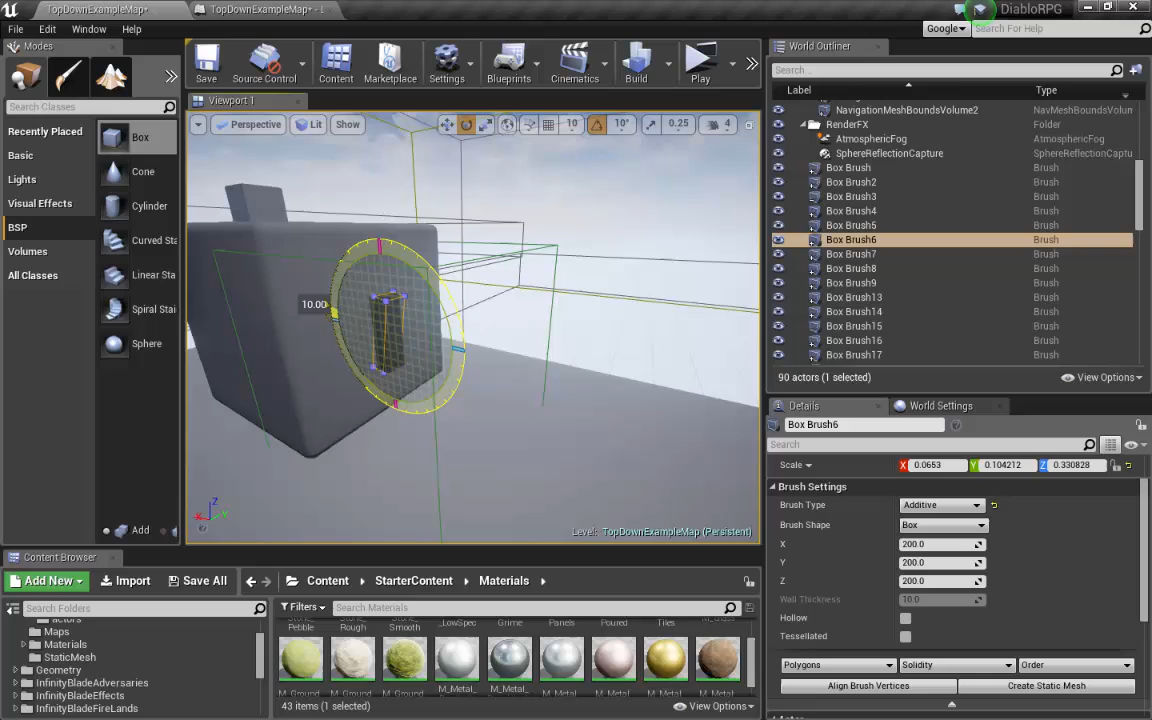 TopDownExampleMap*
TopDownExampleMap* - L
DiabloRPG
File Edit Window Help
Google
Search For Help
Modes
Search Classes
Recently Placed
Basic
Lights
Visual Effects
BSP
Volumes
All Classes
Box
Cone
Cylinder
Curved Sta
Linear Sta
Spiral Stai
Sphere
Add
Save
Source Control
Content
Marketplace
Settings
Blueprints
Cinematics
Build
Play
Viewport 1
Perspective
Lit
Show
10
10°
0.25
4
10.00
Z
X
Y
Level: TopDownExampleMap (Persistent)
World Outliner
Search...
Label Type
NavigationMeshBoundsVolume2 NavMeshBoundsVolum
RenderFX Folder
AtmosphericFog AtmosphericFog
SphereReflectionCapture SphereReflectionCaptu
Box Brush Brush
Box Brush2 Brush
Box Brush3 Brush
Box Brush4 Brush
Box Brush5 Brush
Box Brush6 Brush
Box Brush7 Brush
Box Brush8 Brush
Box Brush9 Brush
Box Brush13 Brush
Box Brush14 Brush
Box Brush15 Brush
Box Brush16 Brush
Box Brush17 Brush
90 actors (1 selected)
View Options
Details
World Settings
Box Brush6
Search
Scale X 0.0653 Y 0.104212 Z 0.330828
Brush Settings
Brush Type Additive
Brush Shape Box
X 200.0
Y 200.0
Z 200.0
Wall Thickness 10.0
Hollow
Tessellated
Polygons Solidity Order
Align Brush Vertices Create Static Mesh
Content Browser
Add New
Import
Save All
Content
StarterContent
Materials
Search Folders
Maps
Materials
StaticMesh
Geometry
InfinityBladeAdversaries
InfinityBladeEffects
InfinityBladeFireLands
Filters
Search Materials
Stone_ Stone_ Stone_ _LowSpec Grime Panels Poured Tiles
Pebble Rough Smooth
M_Ground M_Ground M_Ground M_Metal_ M_Metal_ M_Metal M_Metal M_Metal
43 items (1 selected)
View Options